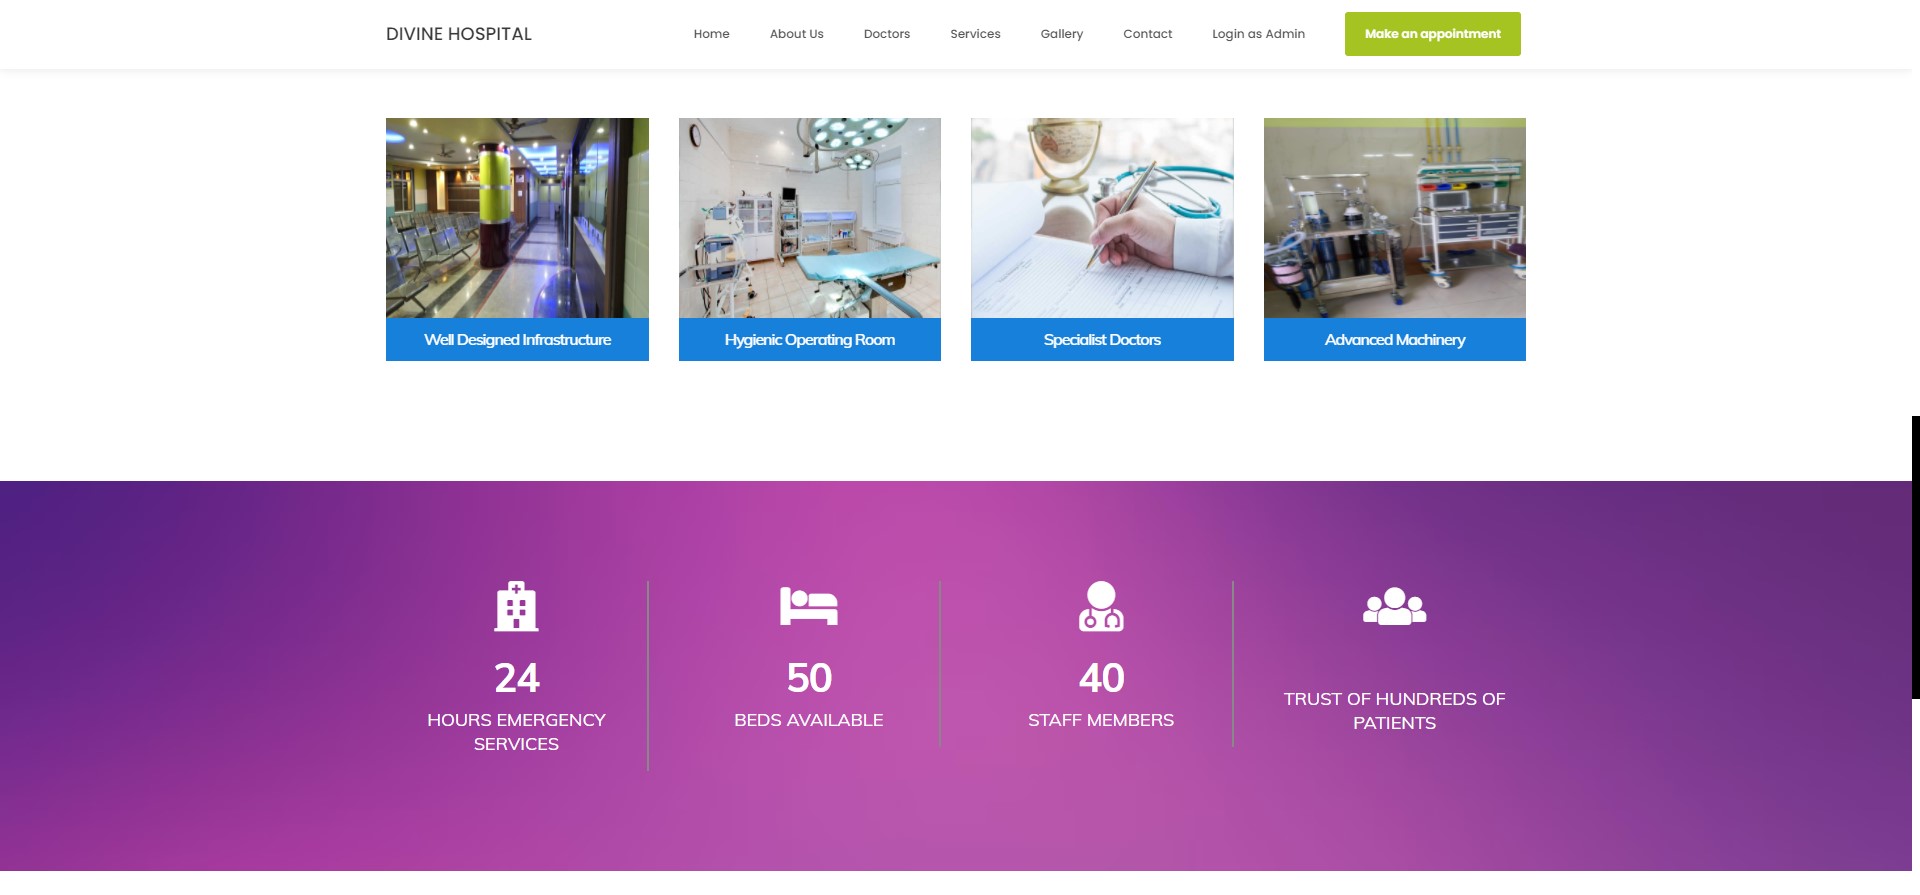 DIVINE HOSPITAL
Home
About Us
Doctors
Services
Gallery
Contact
Login as Admin
Make an appointment
Well Designed Infrastructure
Hygienic Operating Room
Specialist Doctors
Advanced Machinery
24
HOURS EMERGENCY
SERVICES
50
BEDS AVAILABLE
40
STAFF MEMBERS
TRUST OF HUNDREDS OF
PATIENTS